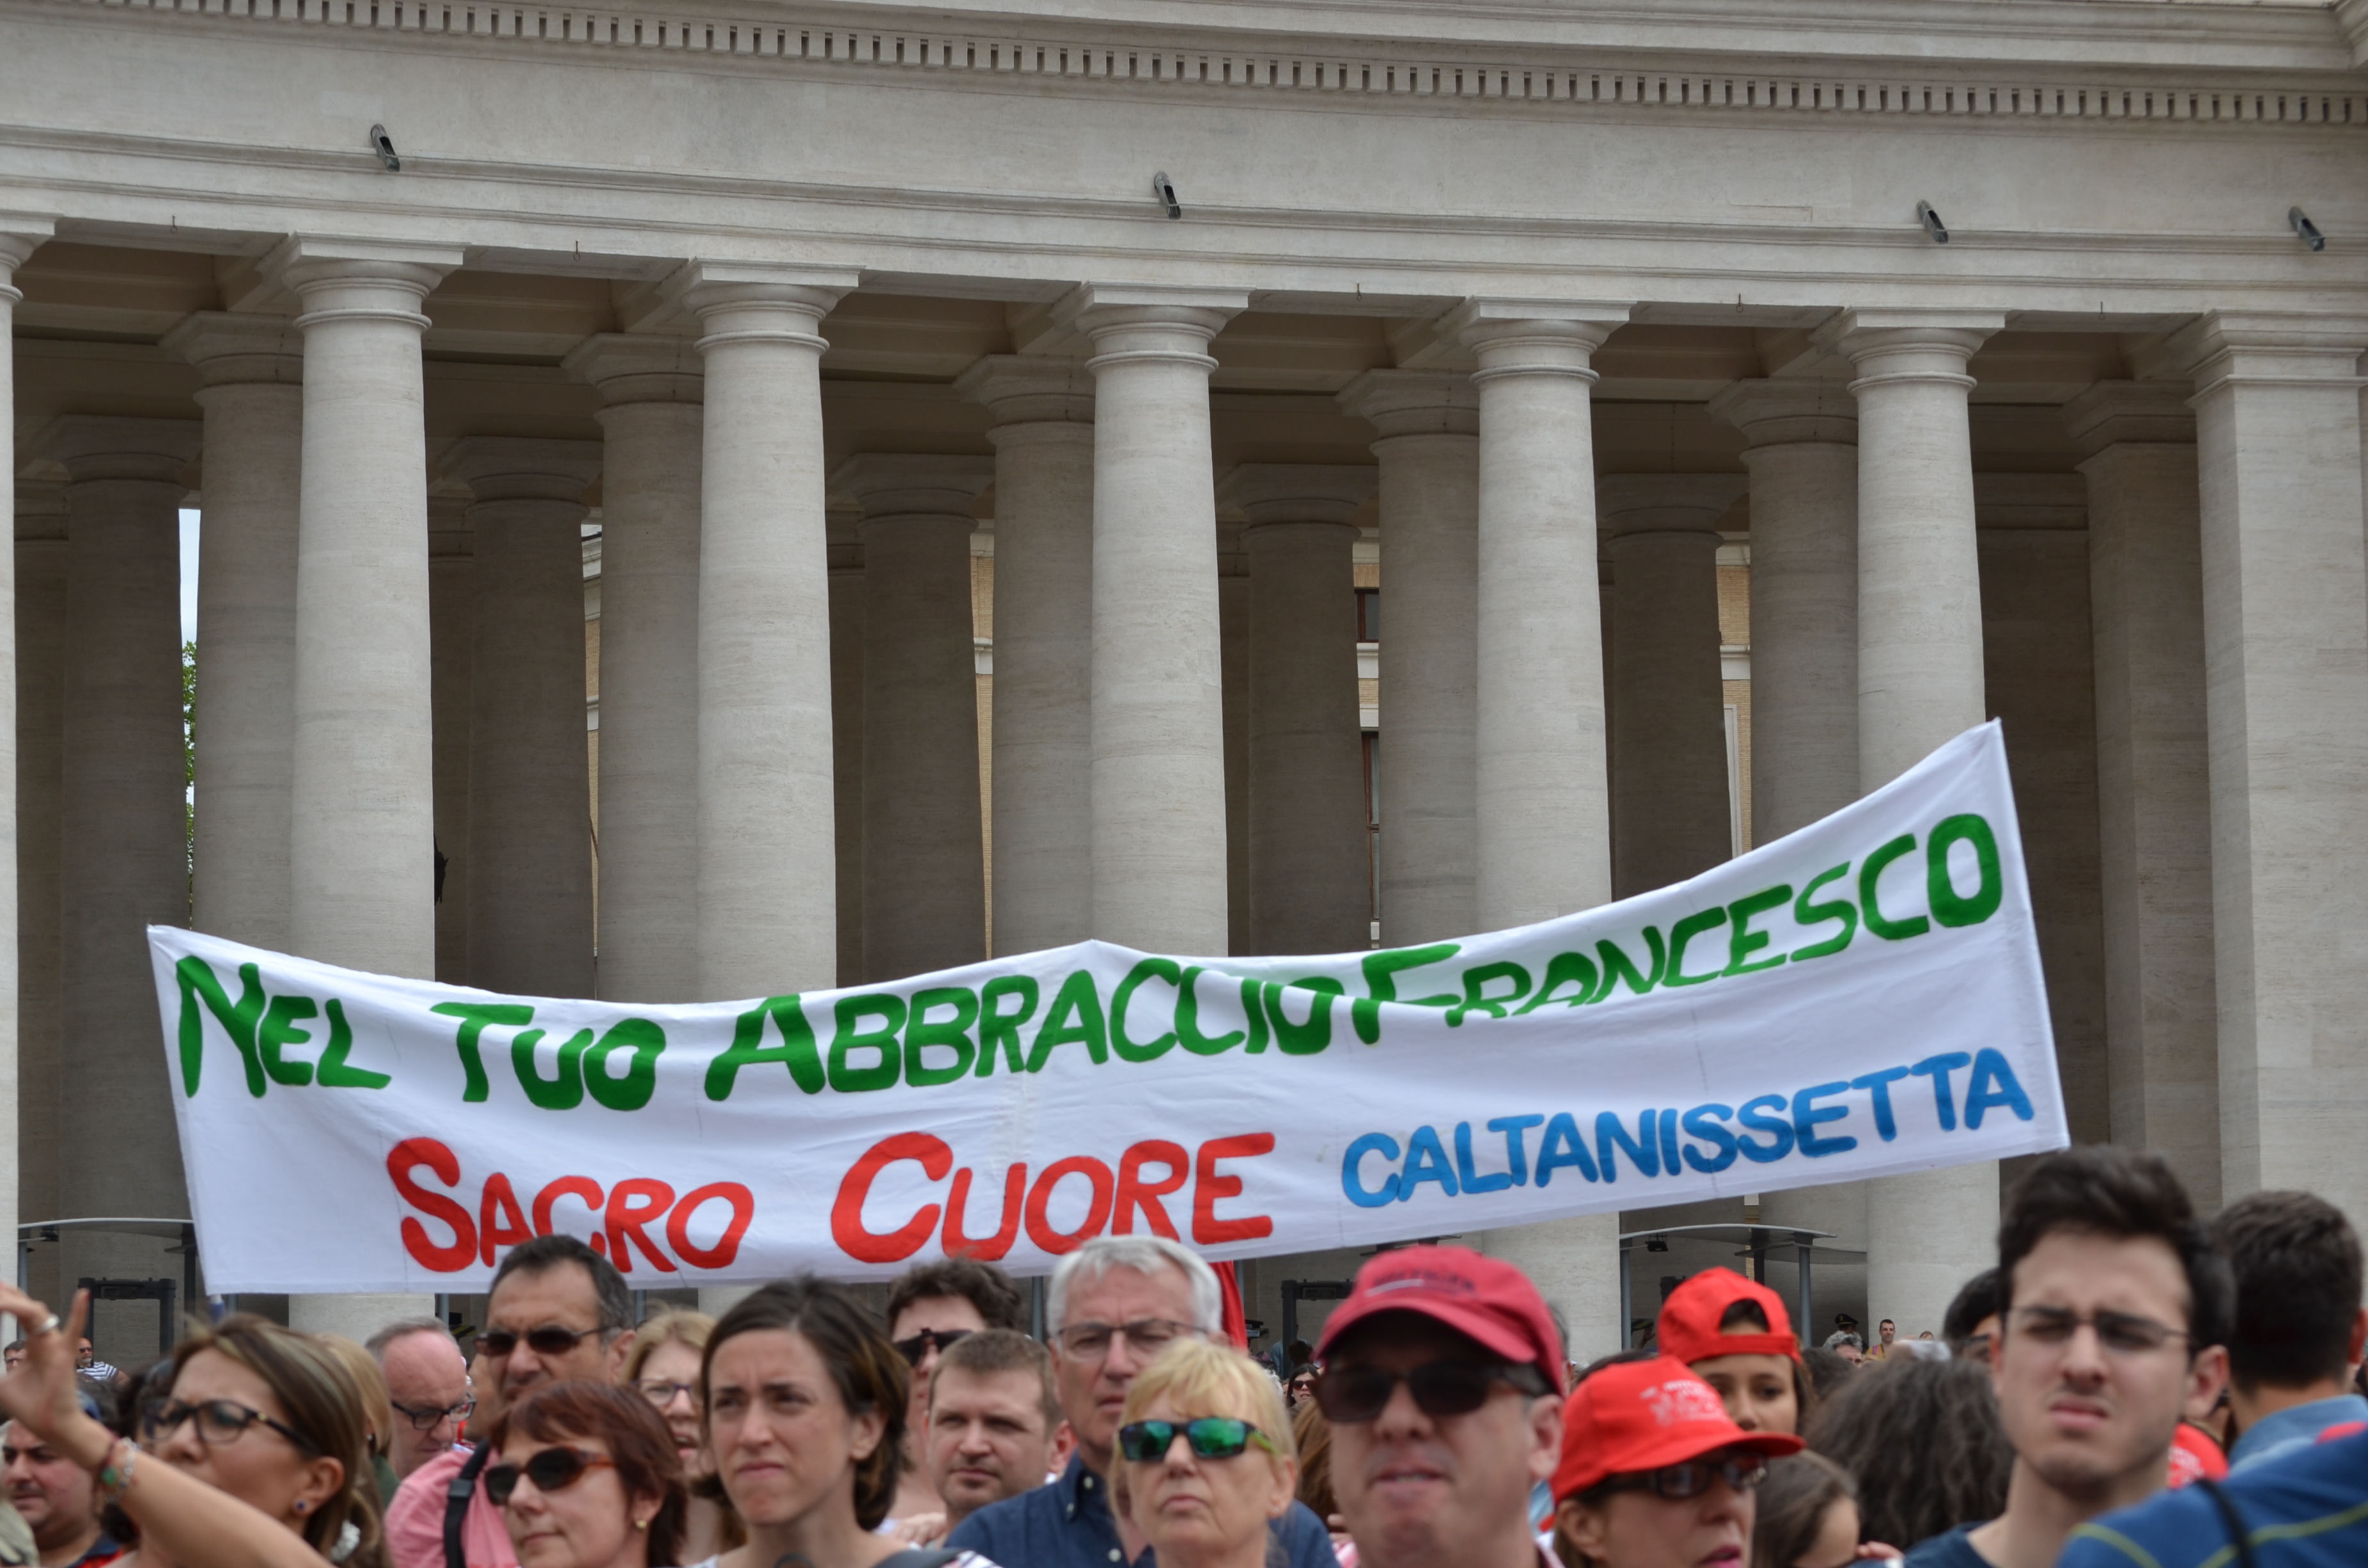 NEL TUO ABBRACCIO FRANCESCO
SACRO CUORE CALTANISSETTA